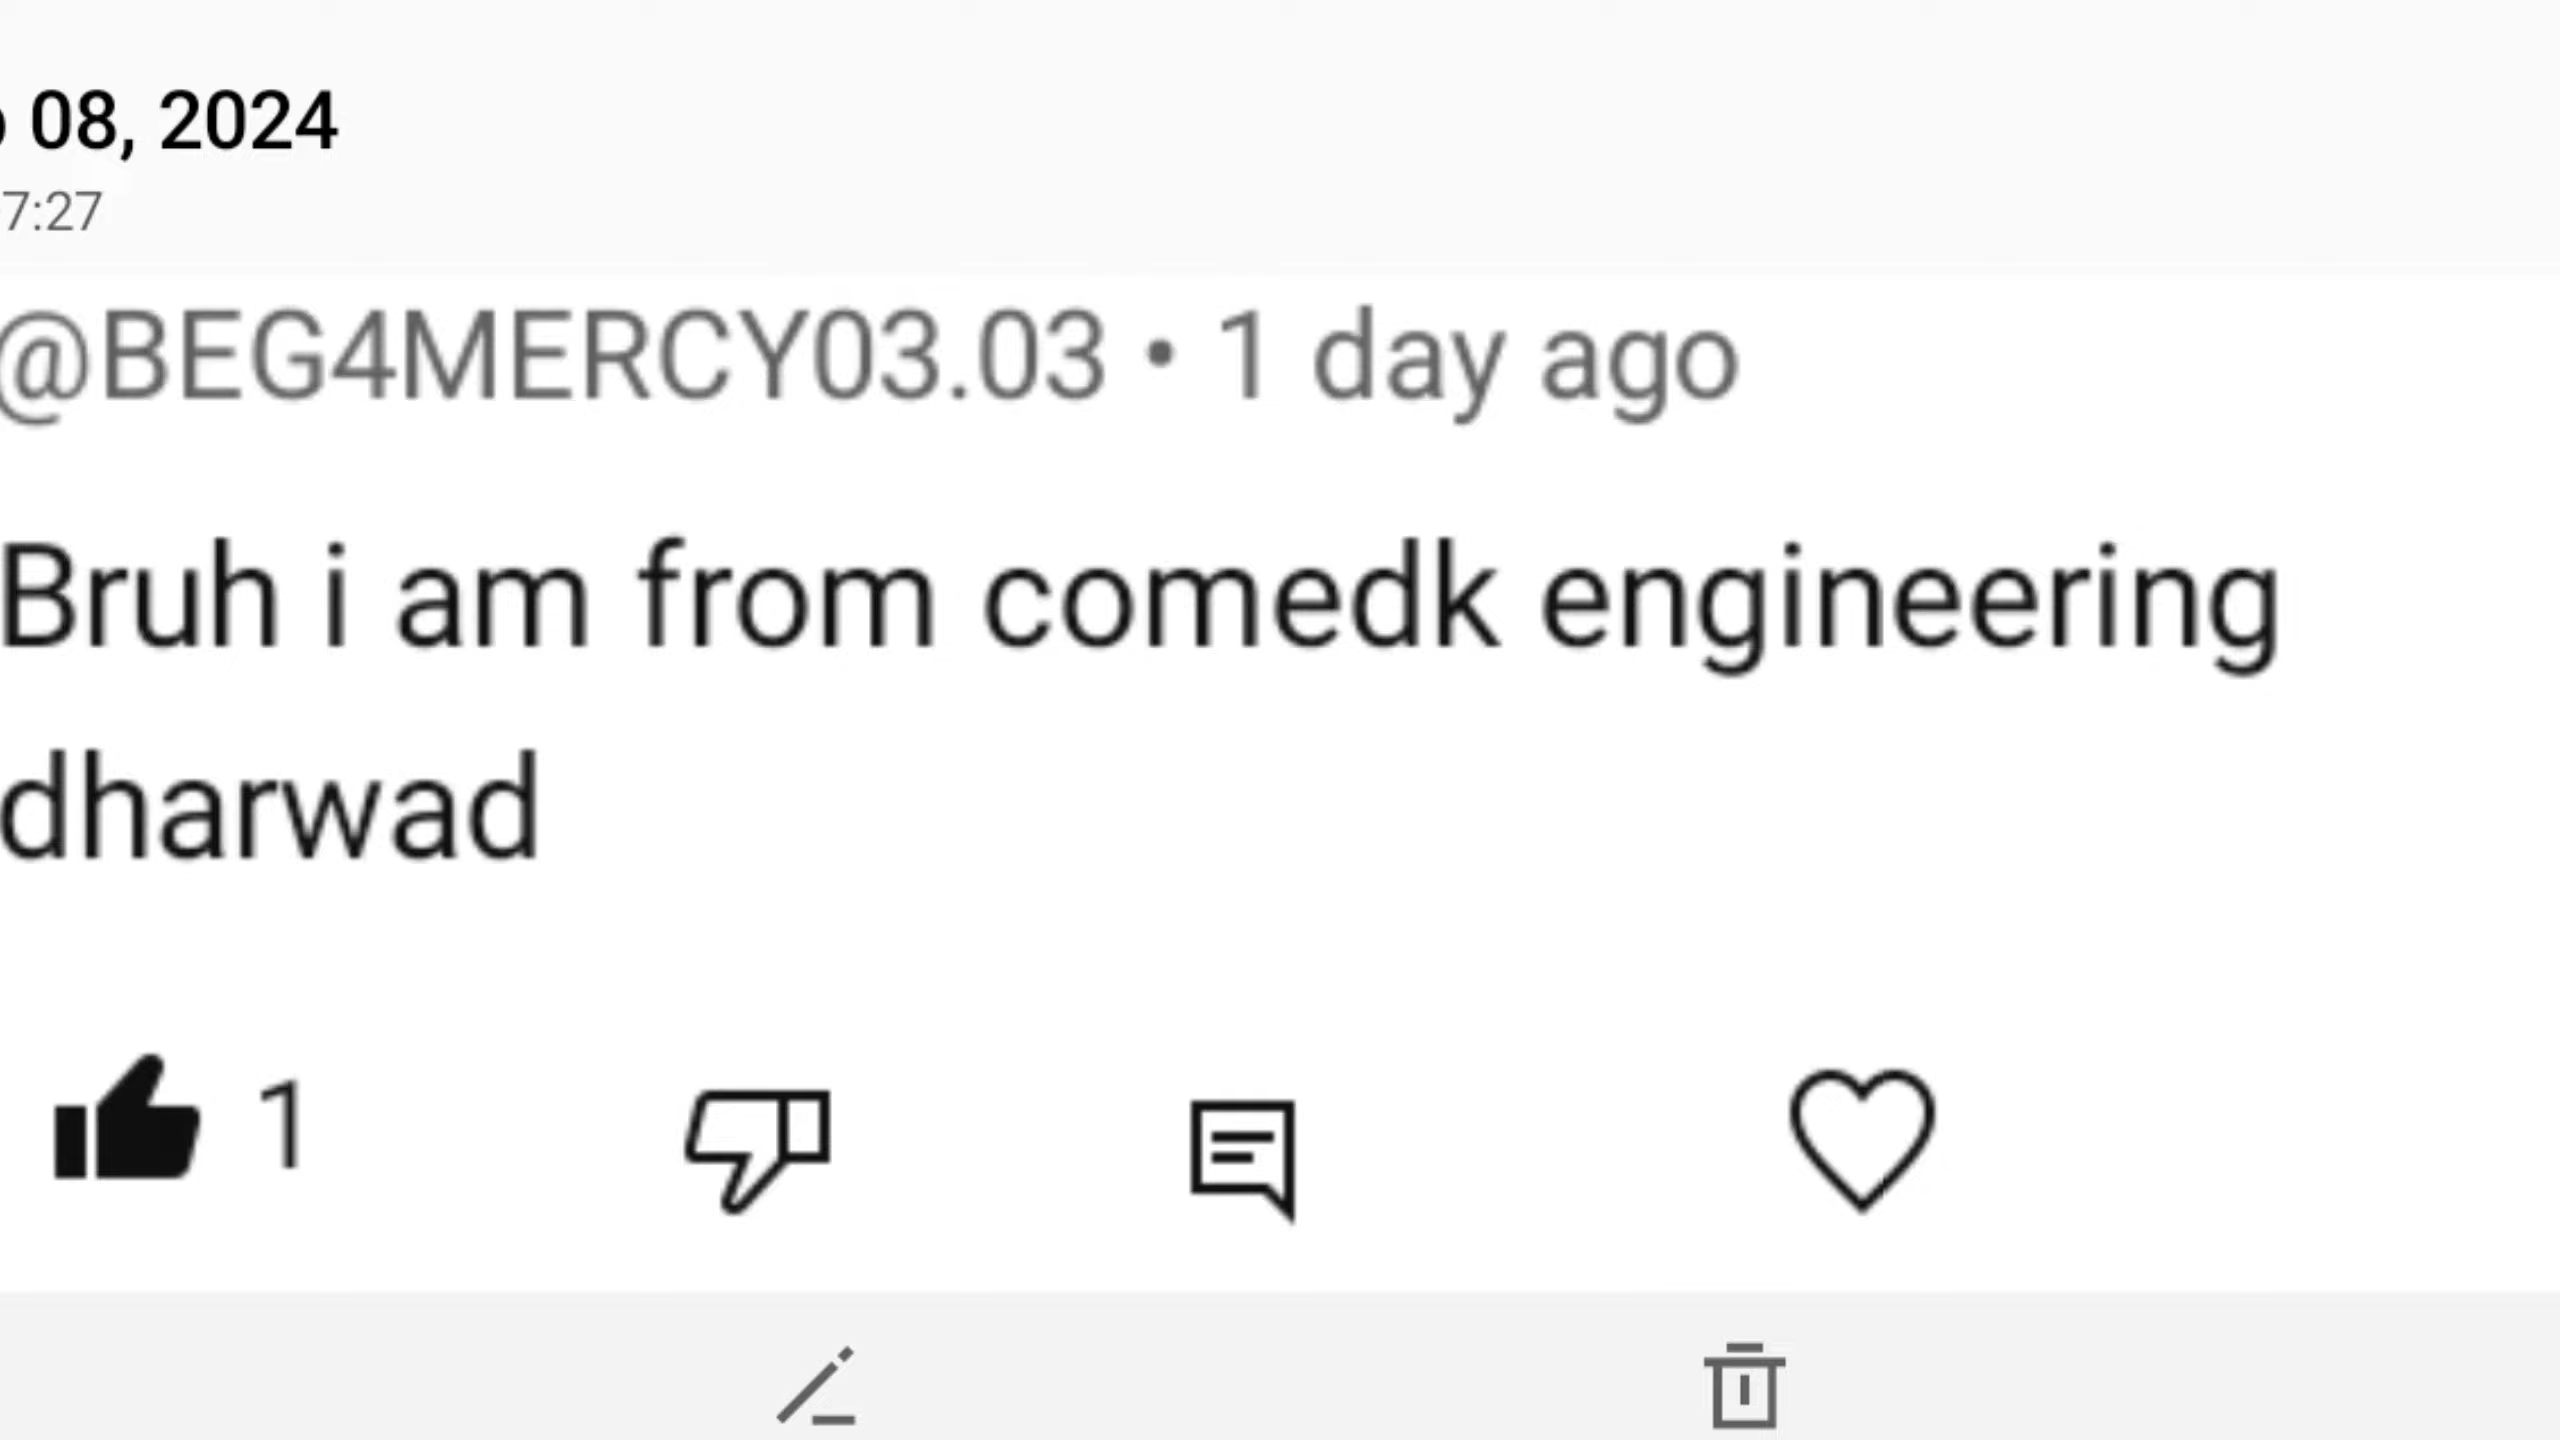 08, 2024
7:27
@BEG4MERCY03.03 • 1 day ago
Bruh i am from comedk engineering
dharwad
1